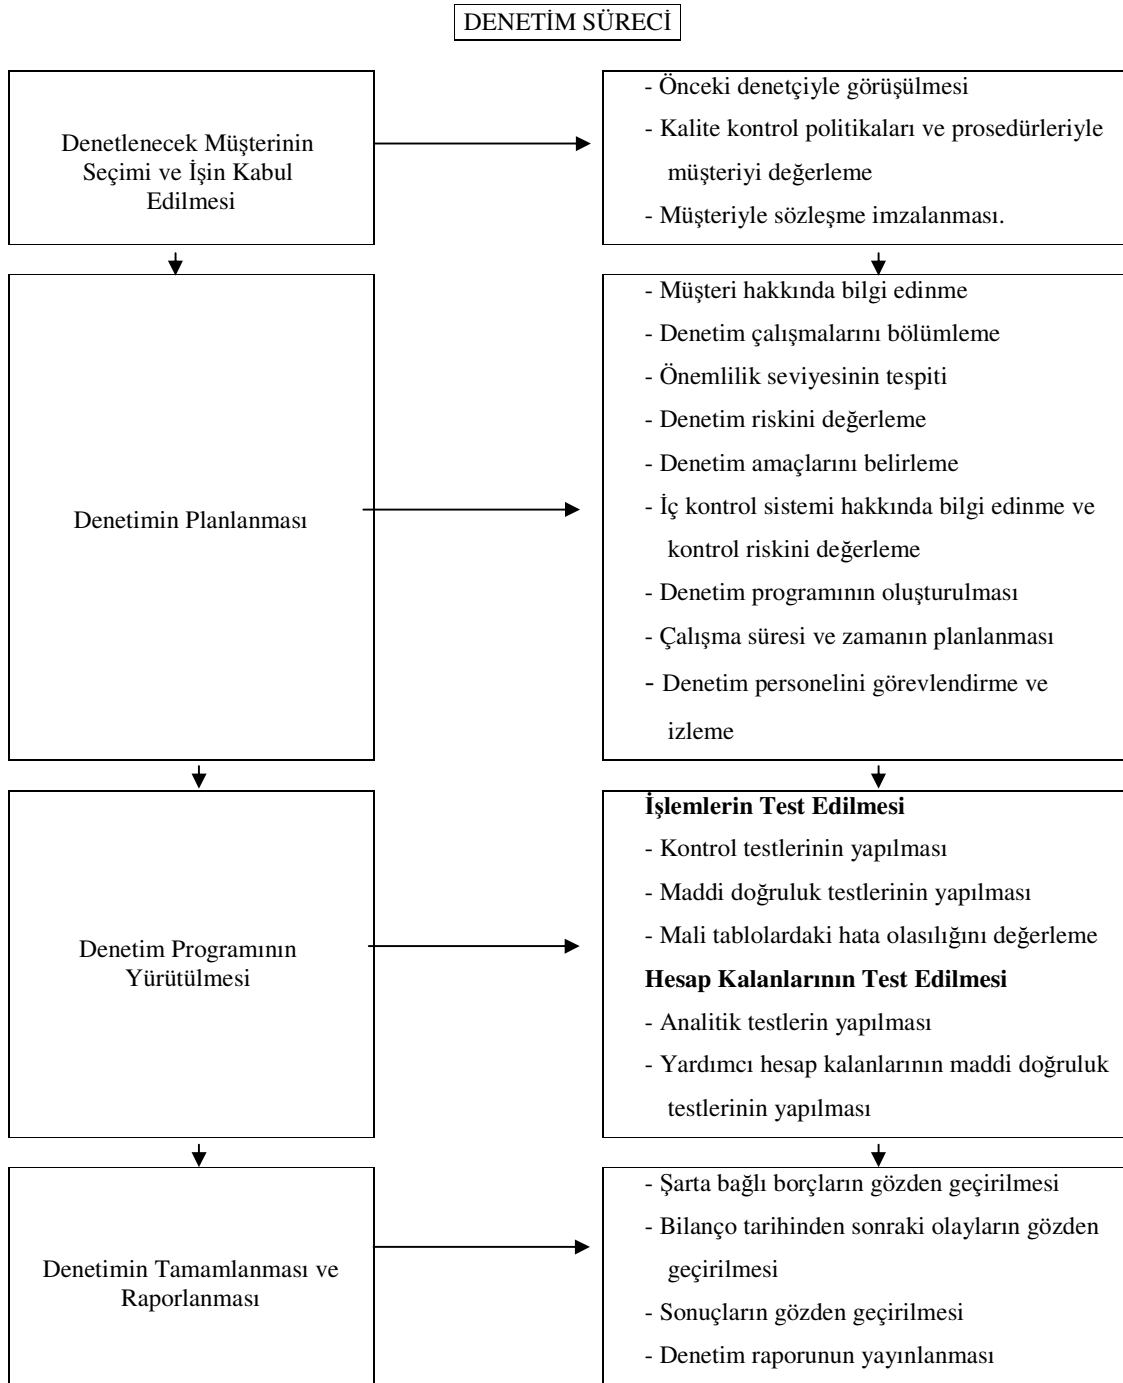 DENETİM SÜRECİ
Denetlenecek Müşterinin
Seçimi ve İşin Kabul
Edilmesi
- Önceki denetçiyle görüşülmesi
- Kalite kontrol politikaları ve prosedürleriyle
müşteriyi değerleme
- Müşteriyle sözleşme imzalanması.
Denetimin Planlanması
- Müşteri hakkında bilgi edinme
- Denetim çalışmalarını bölümleme
- Önemlilik seviyesinin tespiti
- Denetim riskini değerleme
- Denetim amaçlarını belirleme
- İç kontrol sistemi hakkında bilgi edinme ve
kontrol riskini değerleme
- Denetim programının oluşturulması
- Çalışma süresi ve zamanın planlanması
- Denetim personelini görevlendirme ve
izleme
Denetim Programının
Yürütülmesi
İşlemlerin Test Edilmesi
- Kontrol testlerinin yapılması
- Maddi doğruluk testlerinin yapılması
- Mali tablolardaki hata olasılığını değerleme
Hesap Kalanlarının Test Edilmesi
- Analitik testlerin yapılması
- Yardımcı hesap kalanlarının maddi doğruluk
testlerinin yapılması
Denetimin Tamamlanması ve
Raporlanması
- Şarta bağlı borçların gözden geçirilmesi
- Bilanço tarihinden sonraki olayların gözden
geçirilmesi
- Sonuçların gözden geçirilmesi
- Denetim raporunun yayınlanması